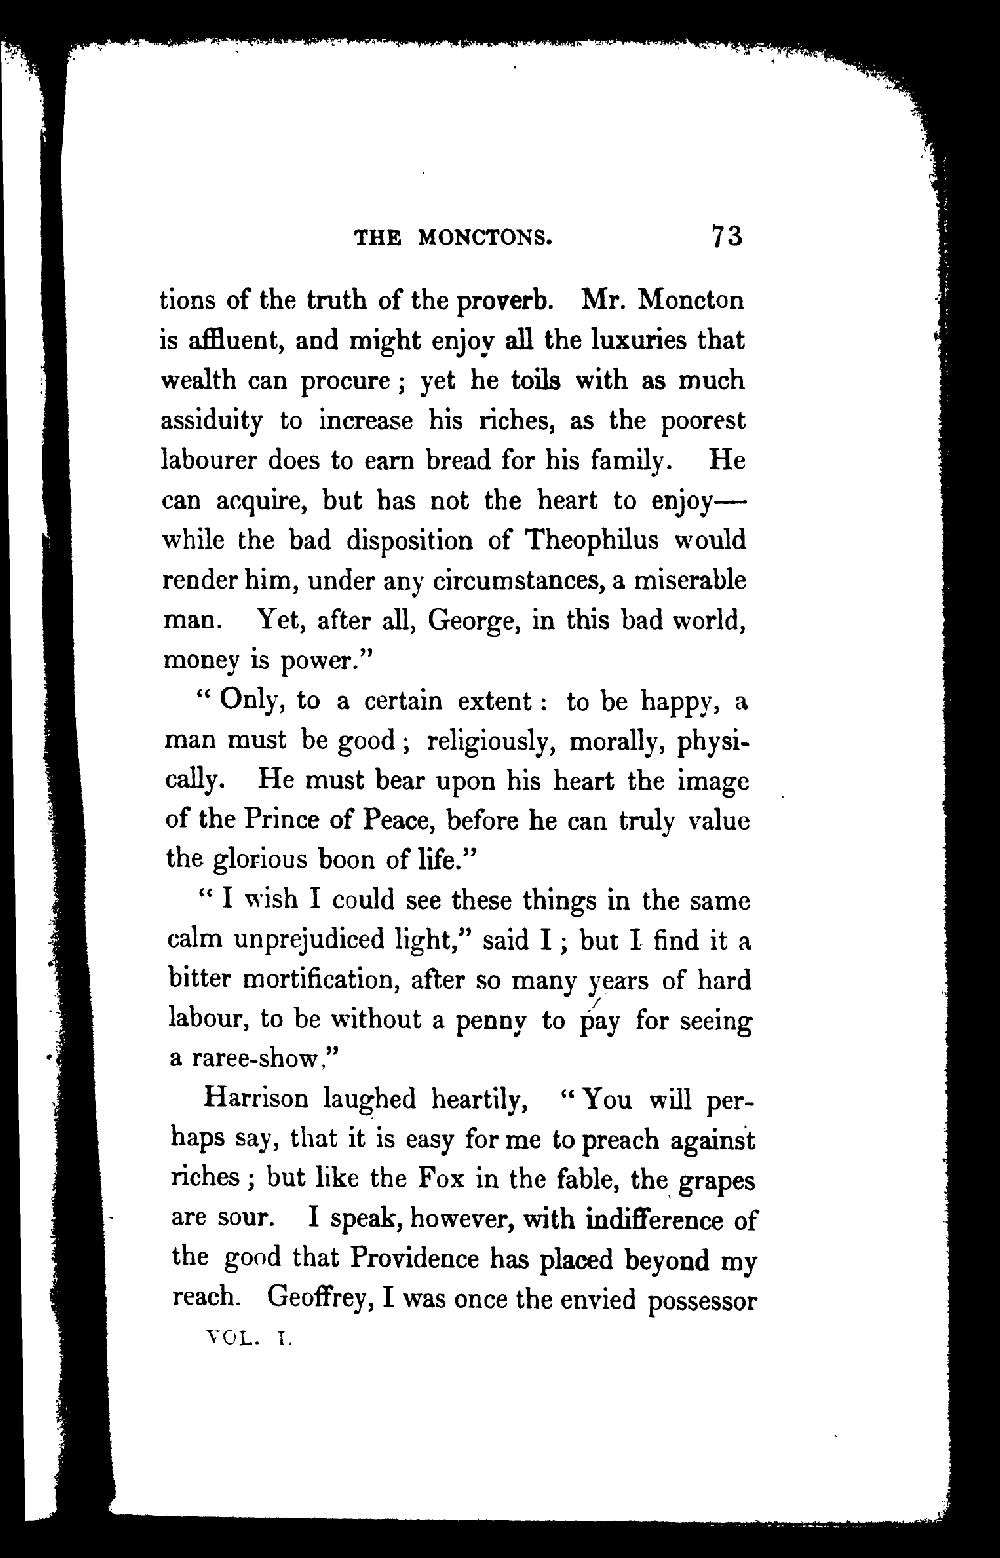 THE MONCTONS. 73
tions of the truth of the proverb. Mr. Moncton
is affluent, and might enjoy all the luxuries that
wealth can procure ; yet he toils with as much
assiduity to increase his riches, as the poorest
labourer does to earn bread for his family. He
can acquire, but has not the heart to enjoy—
while the bad disposition of Theophilus would
render him, under any circumstances, a miserable
man. Yet, after all, George, in this bad world,
money is power.”
“ Only, to a certain extent : to be happy, a
man must be good ; religiously, morally, physi-
cally. He must bear upon his heart the image
of the Prince of Peace, before he can truly value
the glorious boon of life.”
“ I wish I could see these things in the same
calm unprejudiced light,” said I ; but I find it a
bitter mortification, after so many years of hard
labour, to be without a penny to pay for seeing
a raree-show.”
Harrison laughed heartily, “ You will per-
haps say, that it is easy for me to preach against
riches ; but like the Fox in the fable, the grapes
are sour. I speak, however, with indifference of
the good that Providence has placed beyond my
reach. Geoffrey, I was once the envied possessor
VOL. I.